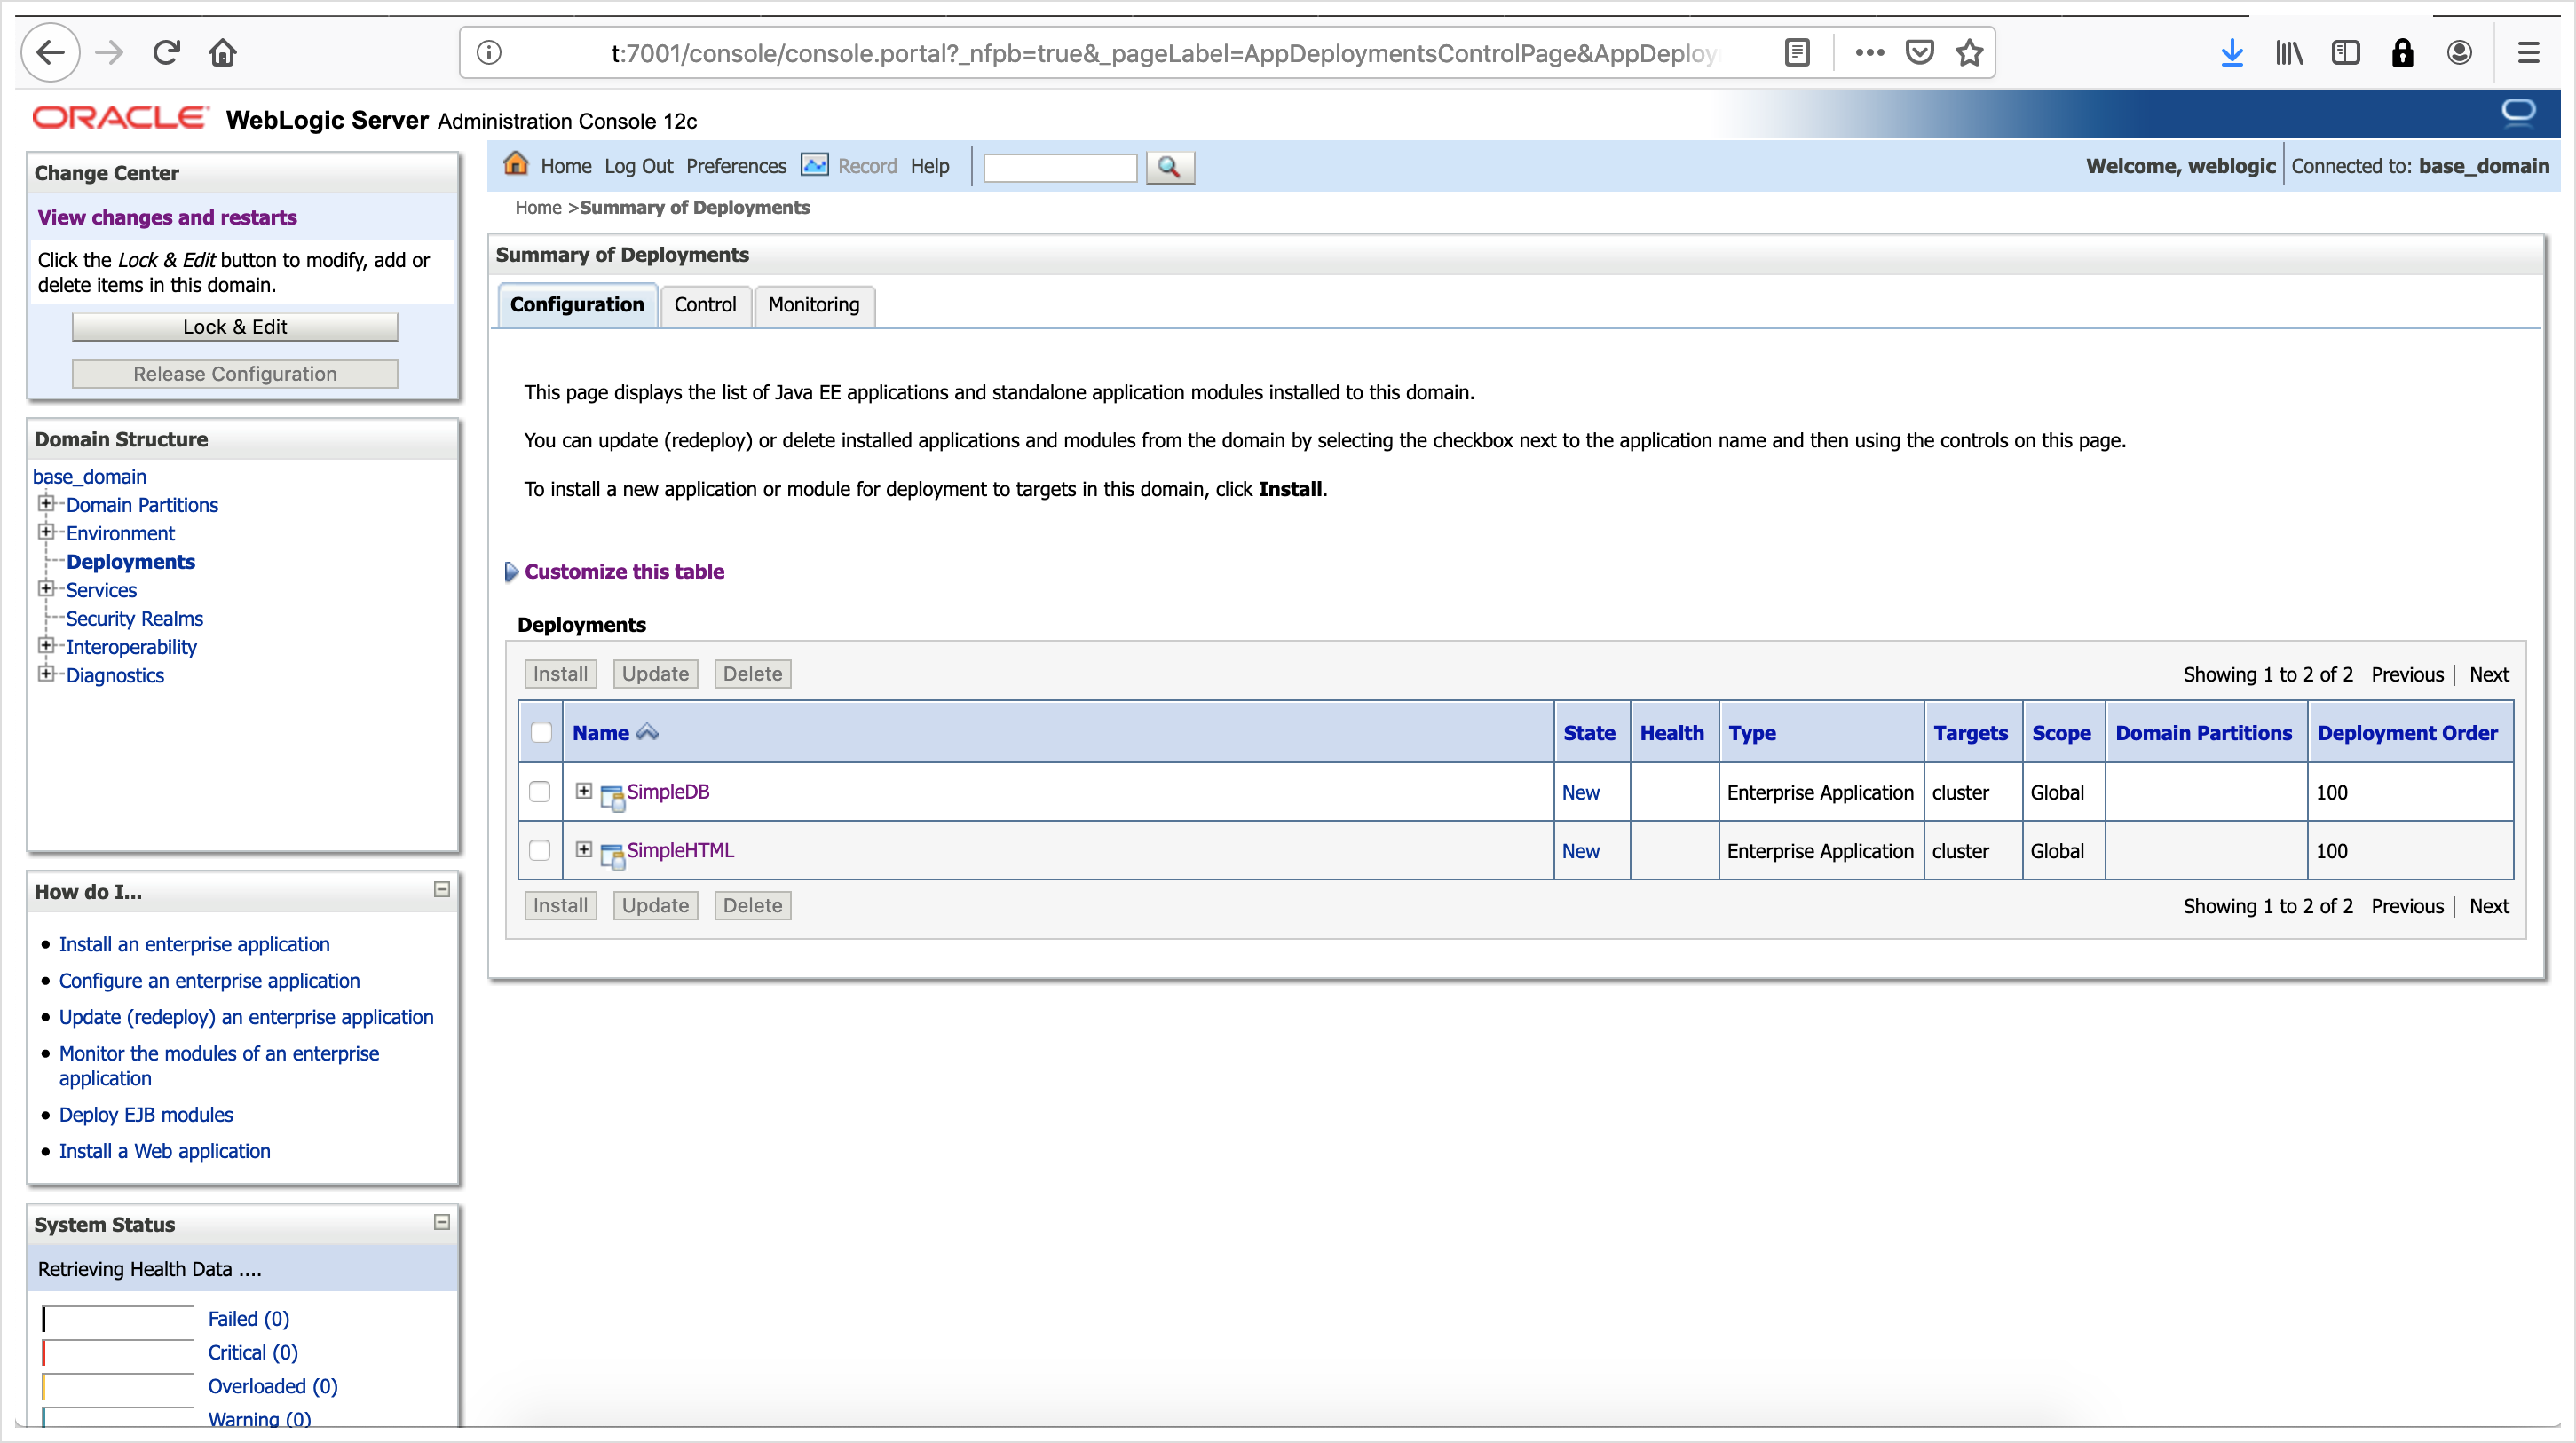 t:7001/console/console.portal?_nfpb=true&_pageLabel=AppDeploymentsControlPage&AppDeploy
ORACLE WebLogic Server Administration Console 12c
Change Center
View changes and restarts
Click the Lock & Edit button to modify, add or
delete items in this domain.
Lock & Edit
Release Configuration
Domain Structure
base_domain
Domain Partitions
Environment
Deployments
Services
Security Realms
Interoperability
Diagnostics
How do I...
Install an enterprise application
Configure an enterprise application
Update (redeploy) an enterprise application
Monitor the modules of an enterprise
application
Deploy EJB modules
Install a Web application
System Status
Retrieving Health Data ....
Failed (0)
Critical (0)
Overloaded (0)
Warning (0)
Home Log Out Preferences Record Help
Welcome, weblogic Connected to: base_domain
Home >Summary of Deployments
Summary of Deployments
Configuration Control Monitoring
This page displays the list of Java EE applications and standalone application modules installed to this domain.
You can update (redeploy) or delete installed applications and modules from the domain by selecting the checkbox next to the application name and then using the controls on this page.
To install a new application or module for deployment to targets in this domain, click Install.
Customize this table
Deployments
Install Update Delete Showing 1 to 2 of 2 Previous | Next
Name State Health Type Targets Scope Domain Partitions Deployment Order
SimpleDB New Enterprise Application cluster Global 100
SimpleHTML New Enterprise Application cluster Global 100
Install Update Delete Showing 1 to 2 of 2 Previous | Next